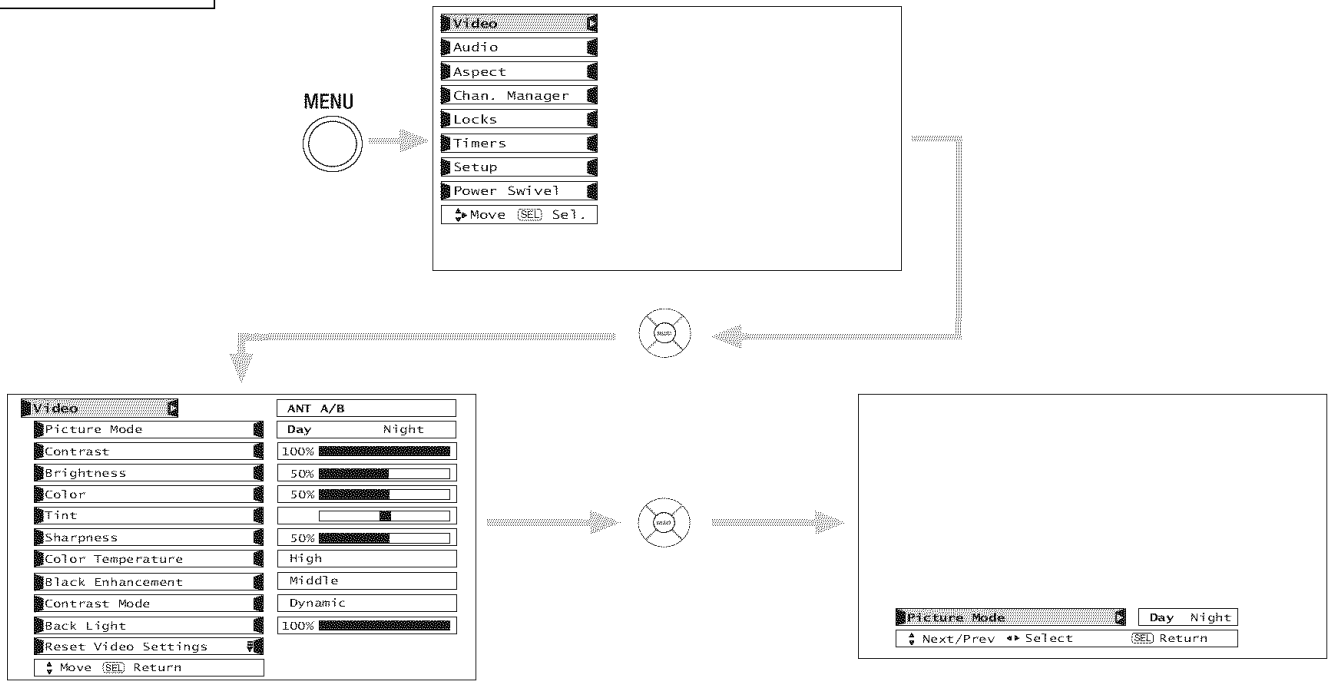 MENU
Video
Audio
Aspect
Chan. Manager
Locks
Timers
Setup
Power Swivel
Move SEL Sel.
SELECT
Video ANT A/B
Picture Mode Day Night
Contrast 100%
Brightness 50%
Color 50%
Tint
Sharpness 50%
Color Temperature High
Black Enhancement Middle
Contrast Mode Dynamic
Back Light 100%
Reset Video Settings
Move SEL Return
SELECT
Picture Mode Day Night
Next/Prev Select SEL Return